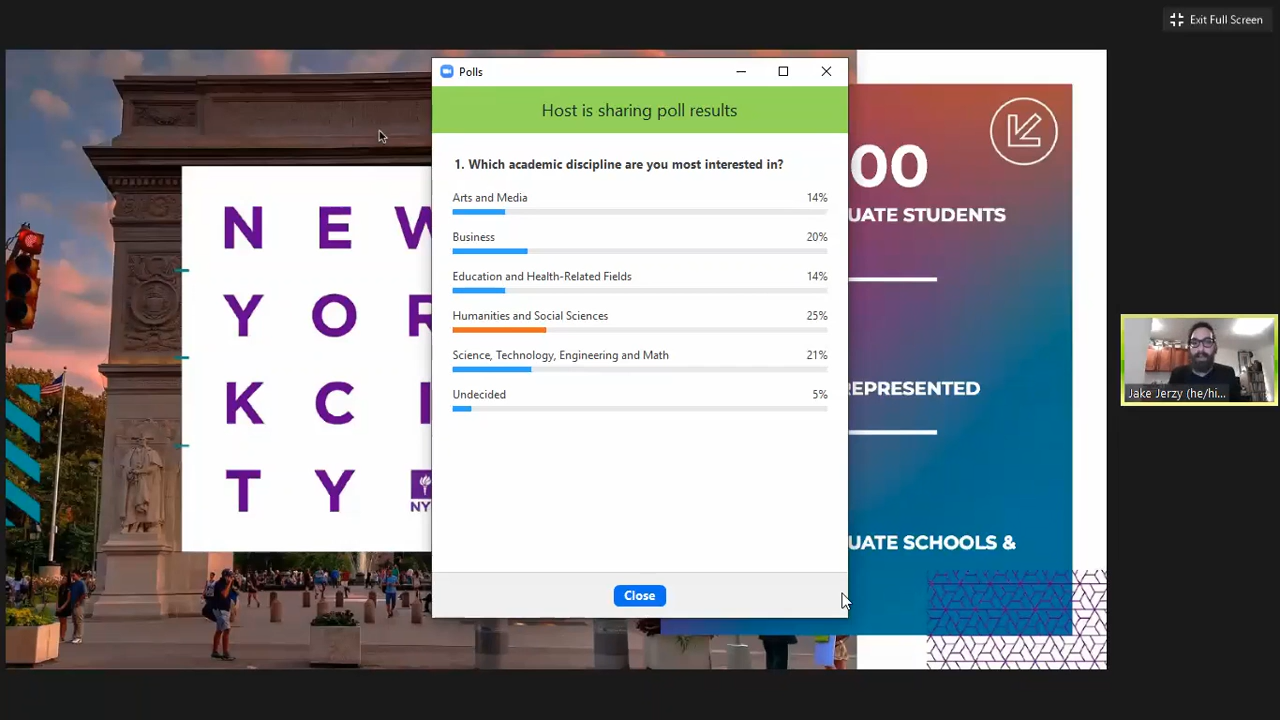 Exit Full Screen
Polls
Host is sharing poll results
1. Which academic discipline are you most interested in?
Arts and Media 14%
Business 20%
Education and Health-Related Fields 14%
Humanities and Social Sciences 25%
Science, Technology, Engineering and Math 21%
Undecided 5%
Close
N E W
Y O R
K C I
T Y
NY
00
UATE STUDENTS
REPRESENTED
UATE SCHOOLS &
Jake Jerzy (he/hi...